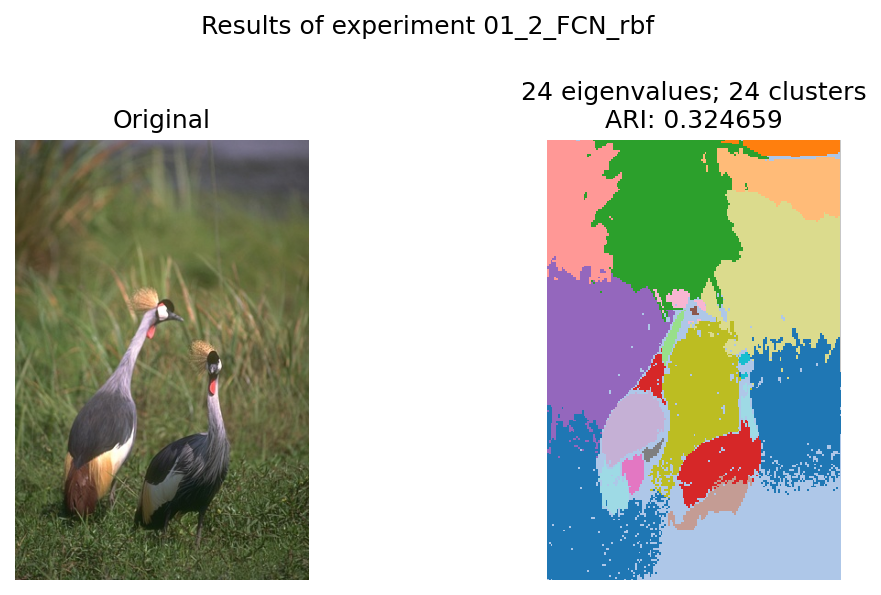 Results of experiment 01_2_FCN_rbf
Original
24 eigenvalues; 24 clusters
ARI: 0.324659